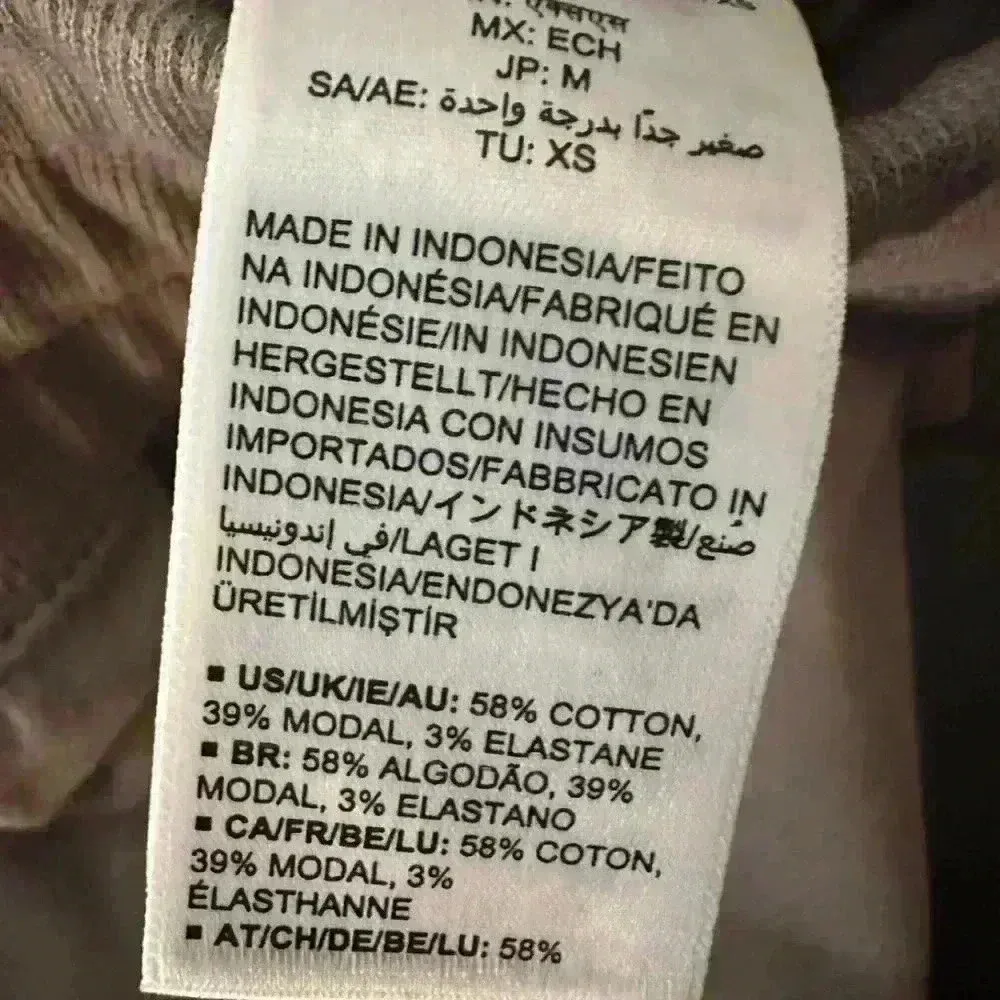 एक्सएस
MX: ECH
JP: M
SA/AE: صغير جدًا بدرجة واحدة
TU: XS
MADE IN INDONESIA/FEITO
NA INDONÉSIA/FABRIQUÉ EN
INDONÉSIE/IN INDONESIEN
HERGESTELLT/HECHO EN
INDONESIA CON INSUMOS
IMPORTADOS/FABBRICATO IN
INDONESIA/インドネシア製/صُنع
في إندونيسيا/LAGET I
INDONESIA/ENDONEZYA'DA
ÜRETİLMİŞTİR
▪ US/UK/IE/AU: 58% COTTON,
39% MODAL, 3% ELASTANE
▪ BR: 58% ALGODÃO, 39%
MODAL, 3% ELASTANO
▪ CA/FR/BE/LU: 58% COTON,
39% MODAL, 3%
ÉLASTHANNE
▪ AT/CH/DE/BE/LU: 58%